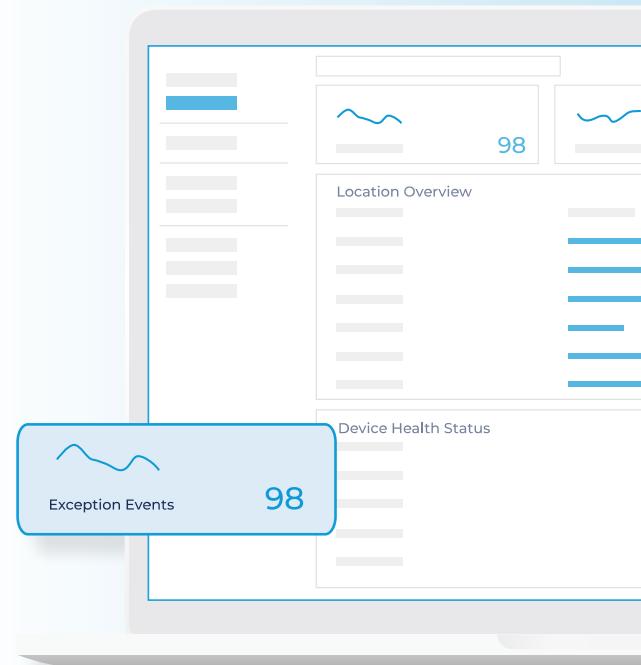 98
Location Overview
Device Health Status
Exception Events
98